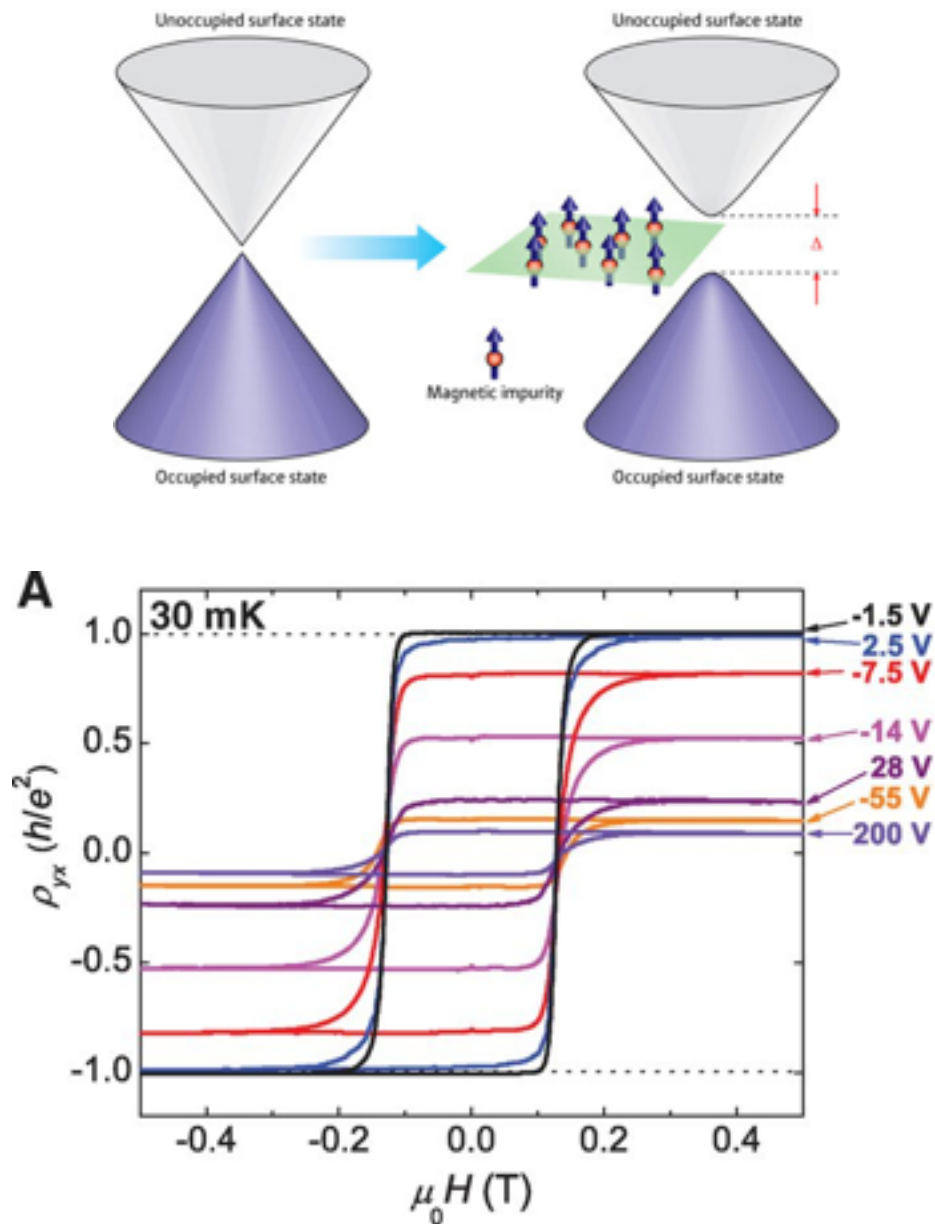 Unoccupied surface state
Unoccupied surface state
Δ
Magnetic impurity
Occupied surface state
Occupied surface state
A
30 mK
1.0
0.5
0.0
-0.5
-1.0
ρyx (h/e²)
-1.5 V
2.5 V
-7.5 V
-14 V
28 V
-55 V
200 V
-0.4 -0.2 0.0 0.2 0.4
μ₀H (T)